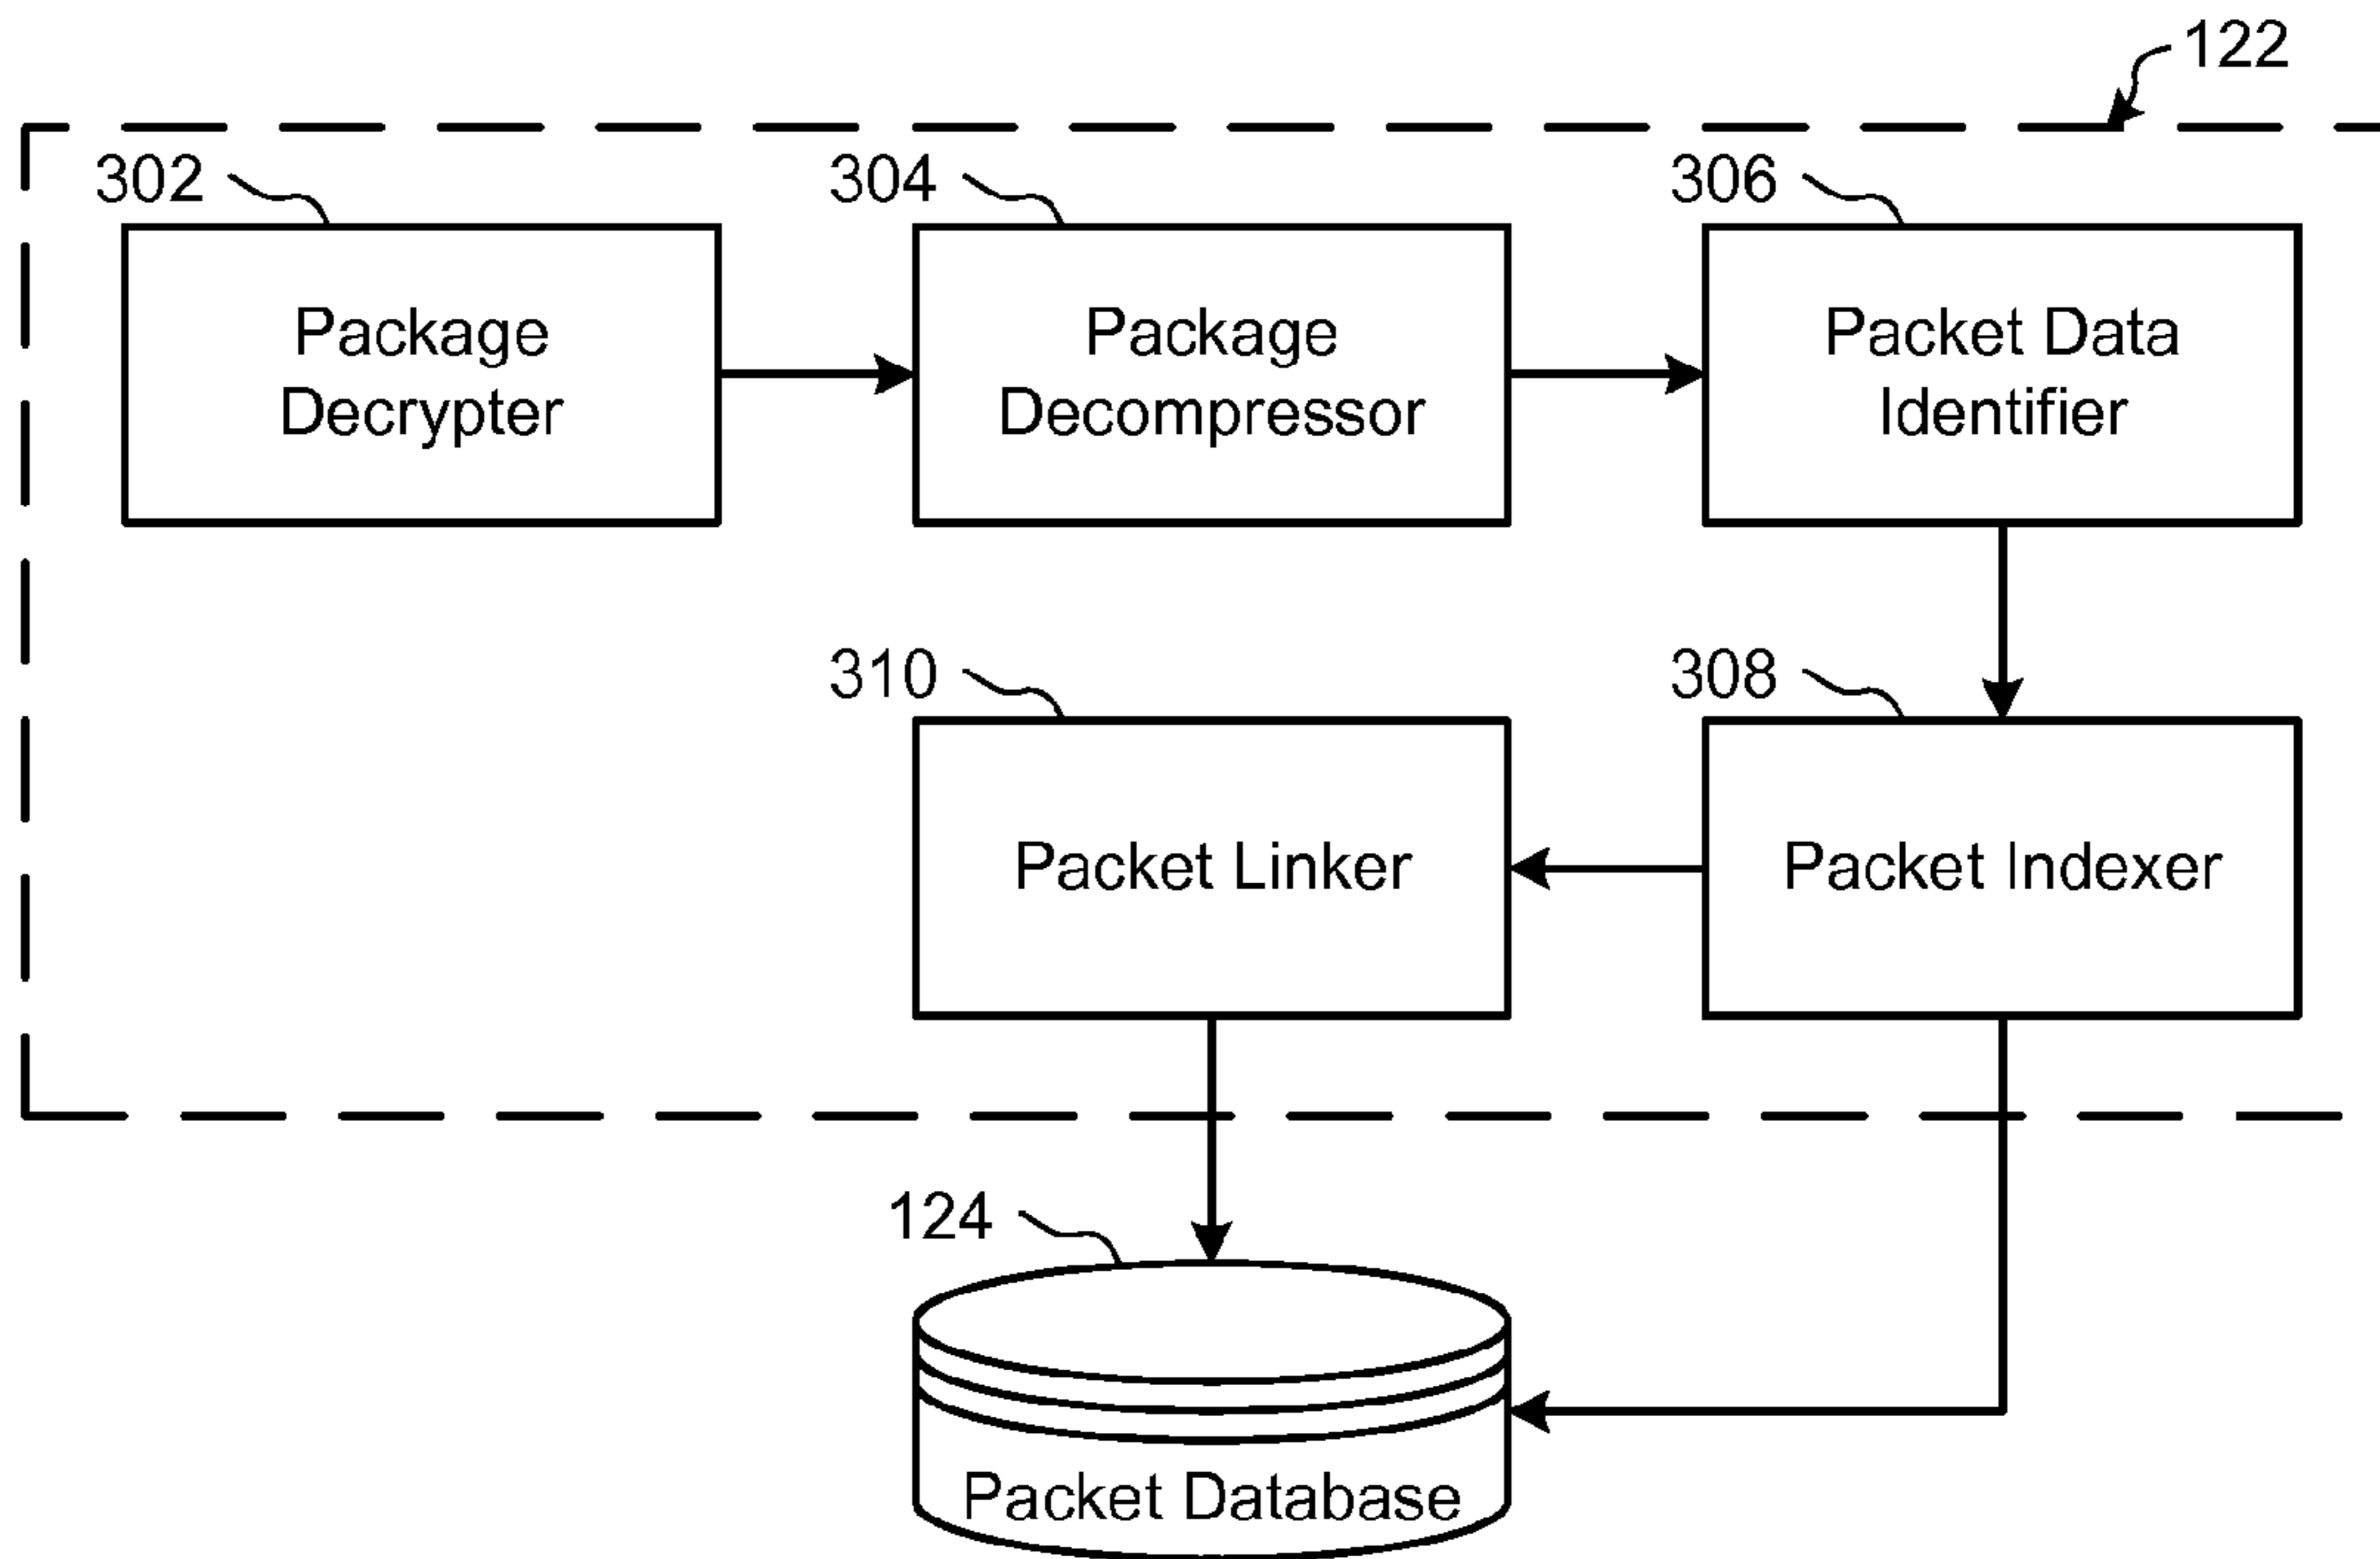 122
302
304
306
Package
Decrypter
Package
Decompressor
Packet Data
Identifier
310
308
Packet Linker
Packet Indexer
124
Packet Database